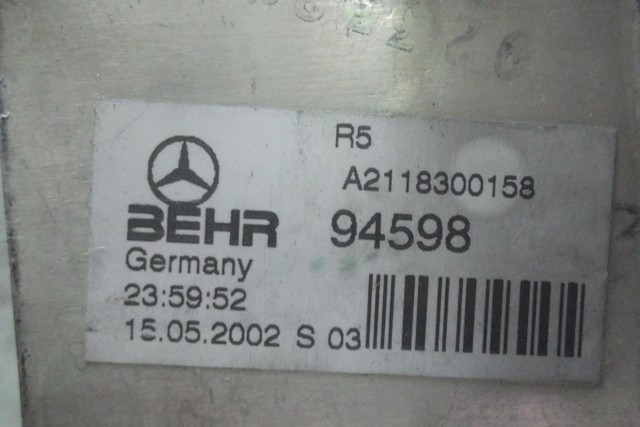 R5
A2118300158
BEHR 94598
Germany
23:59:52
15.05.2002 S 03